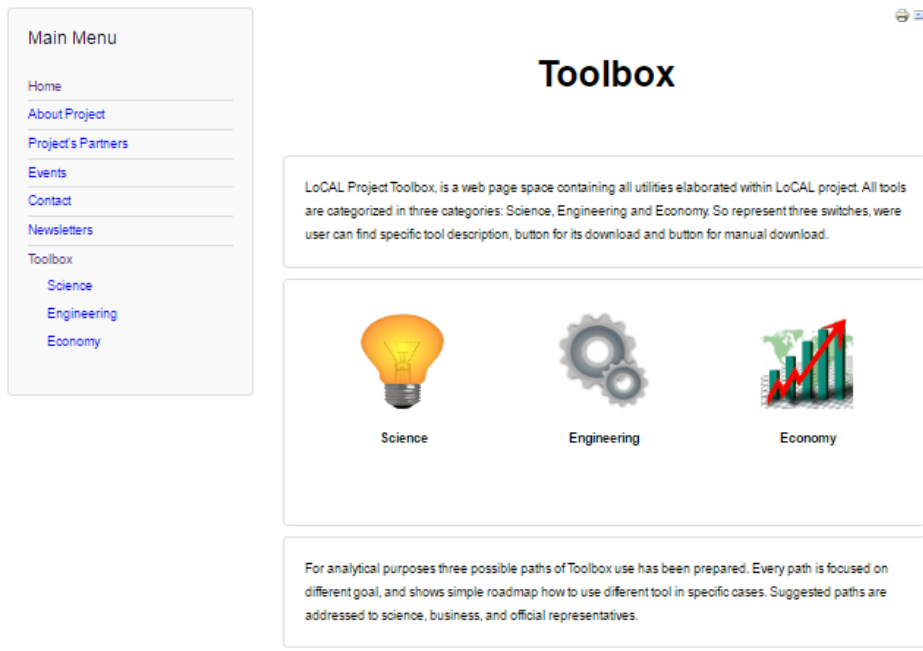 Main Menu
Home
About Project
Project's Partners
Events
Contact
Newsletters
Toolbox
Science
Engineering
Economy
Toolbox
LoCAL Project Toolbox, is a web page space containing all utilities elaborated within LoCAL project. All tools
are categorized in three categories: Science, Engineering and Economy. So represent three switches, were
user can find specific tool description, button for its download and button for manual download.
Science
Engineering
Economy
For analytical purposes three possible paths of Toolbox use has been prepared. Every path is focused on
different goal, and shows simple roadmap how to use different tool in specific cases. Suggested paths are
addressed to science, business, and official representatives.